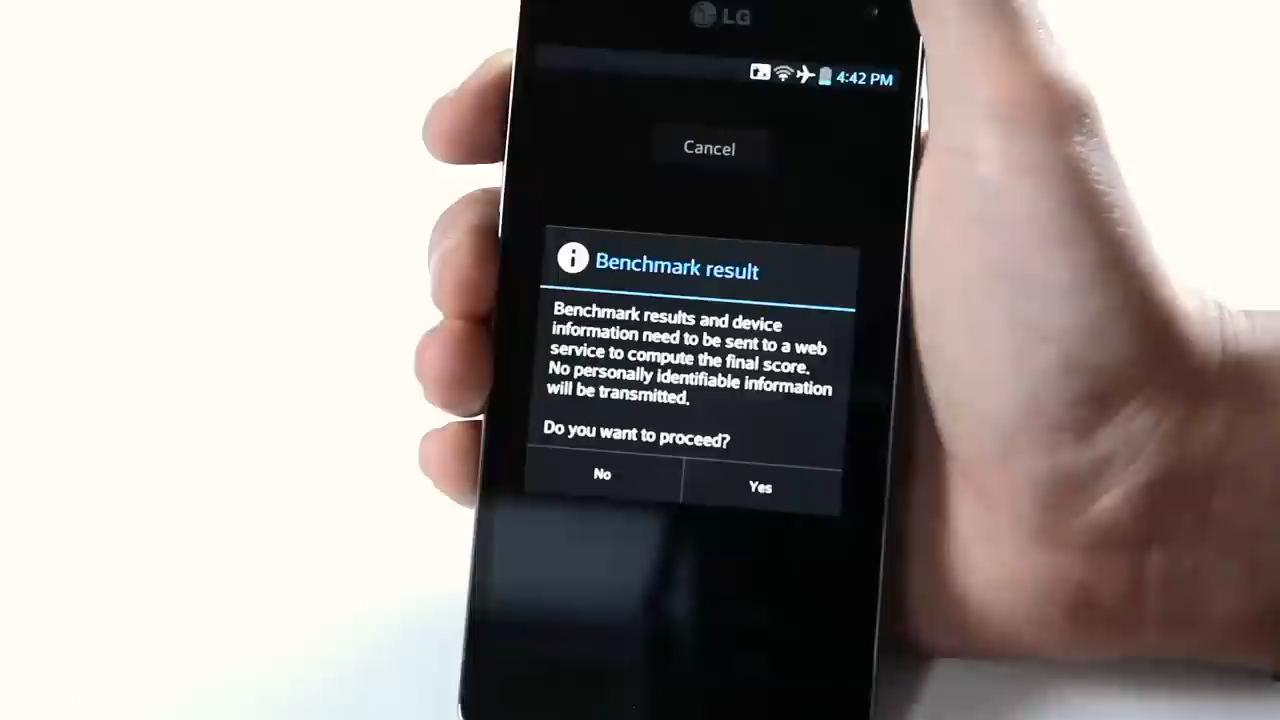 LG
4:42 PM
Cancel
Benchmark result
Benchmark results and device
information need to be sent to a web
service to compute the final score.
No personally identifiable information
will be transmitted.
Do you want to proceed?
No
Yes